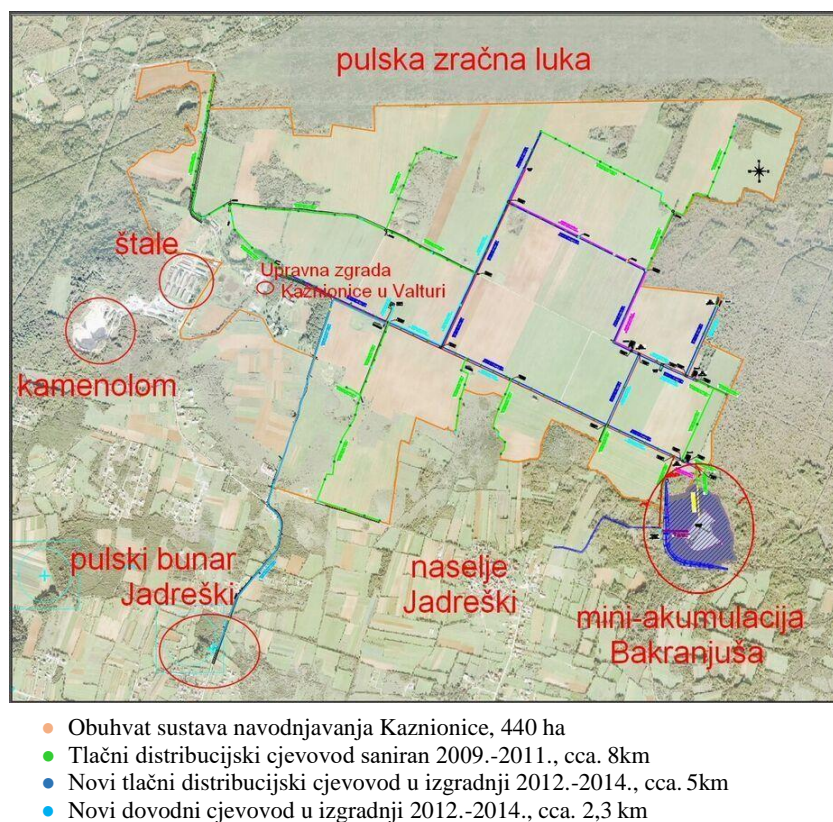 pulska zračna luka
štale
Upravna zgrada
Kaznionice u Valturi
kamenolom
pulski bunar
Jadreški
naselje
Jadreški
mini-akumulacija
Bakranjuša
Obuhvat sustava navodnjavanja Kaznionice, 440 ha
Tlačni distribucijski cjevovod saniran 2009.-2011., cca. 8km
Novi tlačni distribucijski cjevovod u izgradnji 2012.-2014., cca. 5km
Novi dovodni cjevovod u izgradnji 2012.-2014., cca. 2,3 km